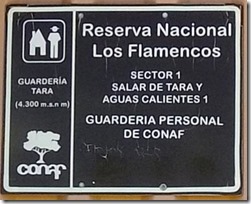 Reserva Nacional
Los Flamencos
SECTOR 1
SALAR DE TARA Y
AGUAS CALIENTES 1
GUARDERIA PERSONAL
DE CONAF
GUARDERÍA
TARA
(4.300 m.s.n m)
conaf